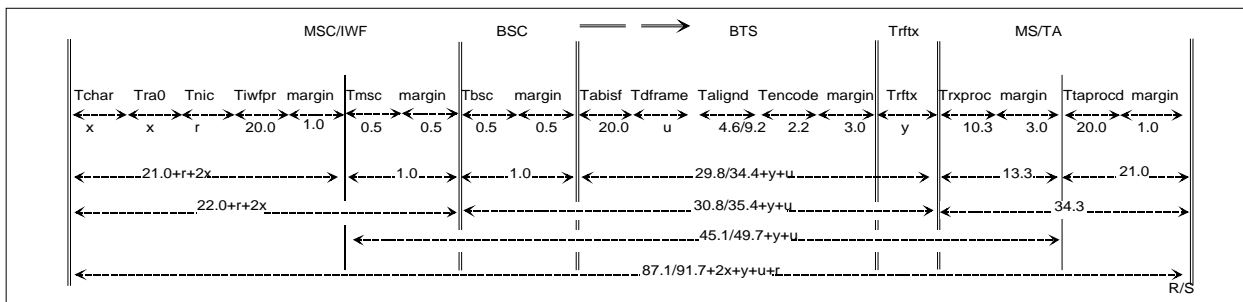 MSC/IWF BSC BTS Trftx MS/TA
Tchar Tra0 Tnic Tiwfpr margin Tmsc margin Tbsc margin Tabisf Tdframe Talignd Tencode margin Trftx Trxproc margin Ttaprocd margin
x x r 20.0 1.0 0.5 0.5 0.5 0.5 20.0 u 4.6/9.2 2.2 3.0 y 10.3 3.0 20.0 1.0
21.0+r+2x 1.0 1.0 29.8/34.4+y+u 13.3 21.0
22.0+r+2x 30.8/35.4+y+u 34.3
45.1/49.7+y+u
87.1/91.7+2x+y+u+r
R/S